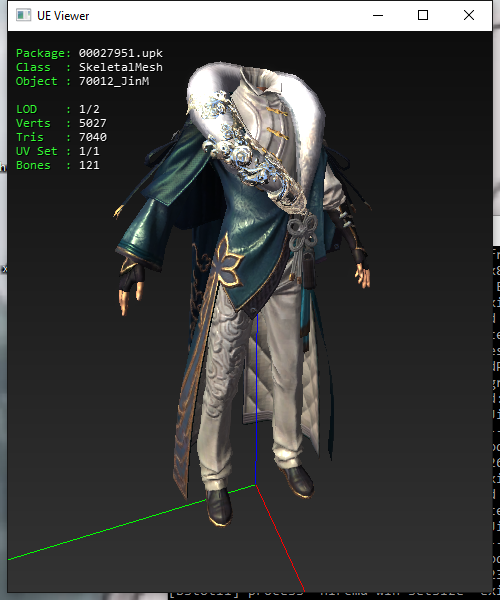 UE Viewer
Package: 00027951.upk
Class  : SkeletalMesh
Object : 70012_JinM
LOD    : 1/2
Verts  : 5027
Tris   : 7040
UV Set : 1/1
Bones  : 121